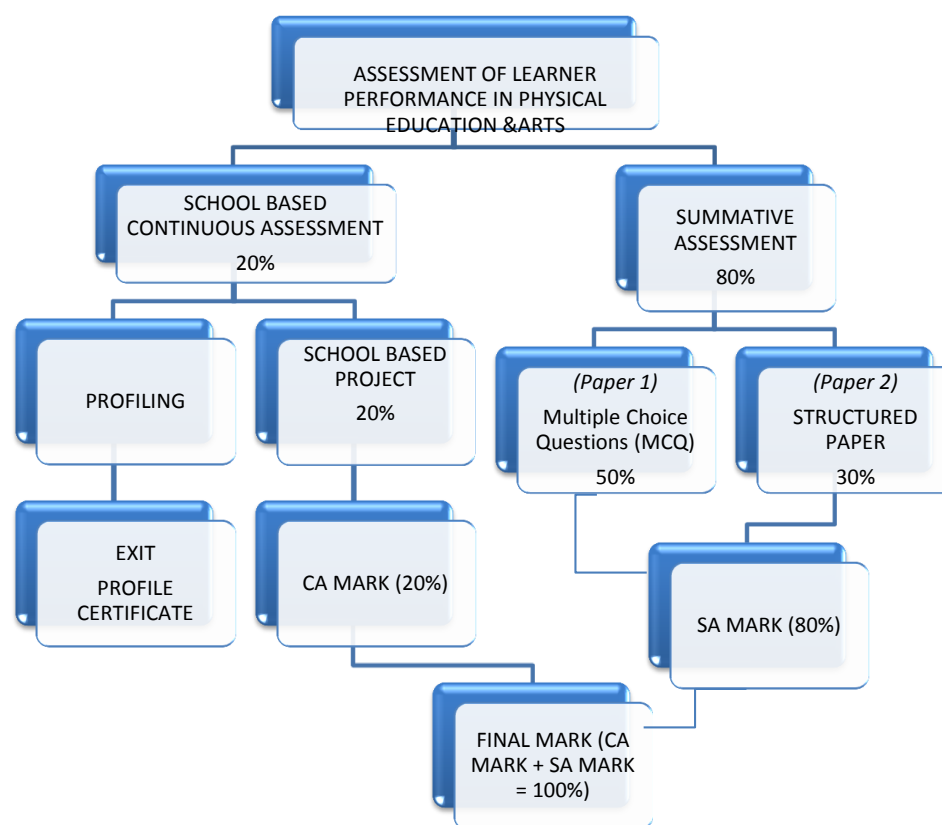 ASSESSMENT OF LEARNER
PERFORMANCE IN PHYSICAL
EDUCATION &ARTS
SCHOOL BASED
CONTINUOUS ASSESSMENT
20%
SUMMATIVE
ASSESSMENT
80%
PROFILING
SCHOOL BASED
PROJECT
20%
(Paper 1)
Multiple Choice
Questions (MCQ)
50%
(Paper 2)
STRUCTURED
PAPER
30%
EXIT
PROFILE
CERTIFICATE
CA MARK (20%)
SA MARK (80%)
FINAL MARK (CA
MARK + SA MARK
= 100%)